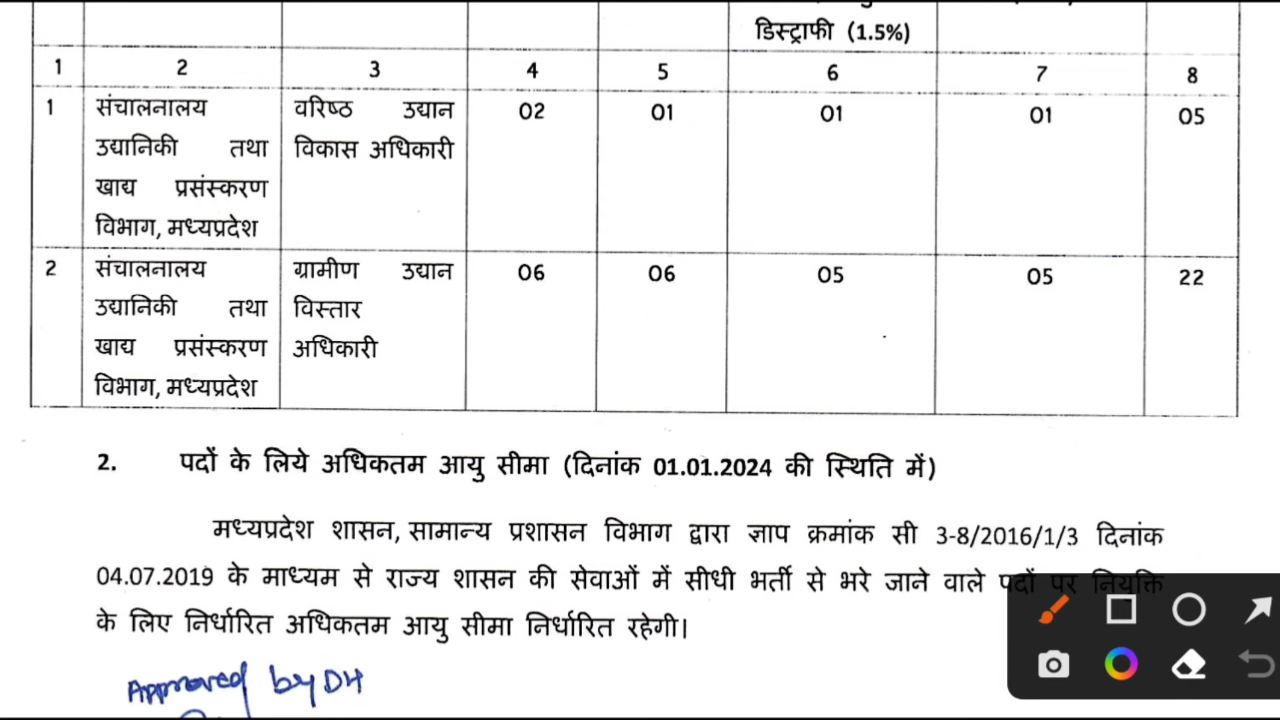 डिस्ट्राफी (1.5%)
1 2 3 4 5 6 7 8
1 संचालनालय वरिष्ठ उद्यान 02 01 01 01 05
उद्यानिकी तथा विकास अधिकारी
खाद्य प्रसंस्करण
विभाग, मध्यप्रदेश
2 संचालनालय ग्रामीण उद्यान 06 06 05 05 22
उद्यानिकी तथा विस्तार
खाद्य प्रसंस्करण अधिकारी
विभाग, मध्यप्रदेश
2. पदों के लिये अधिकतम आयु सीमा (दिनांक 01.01.2024 की स्थिति में)
मध्यप्रदेश शासन, सामान्य प्रशासन विभाग द्वारा ज्ञाप क्रमांक सी 3-8/2016/1/3 दिनांक
04.07.2019 के माध्यम से राज्य शासन की सेवाओं में सीधी भर्ती से भरे जाने वाले पदों पर नियुक्ति
के लिए निर्धारित अधिकतम आयु सीमा निर्धारित रहेगी।
Approved by DH